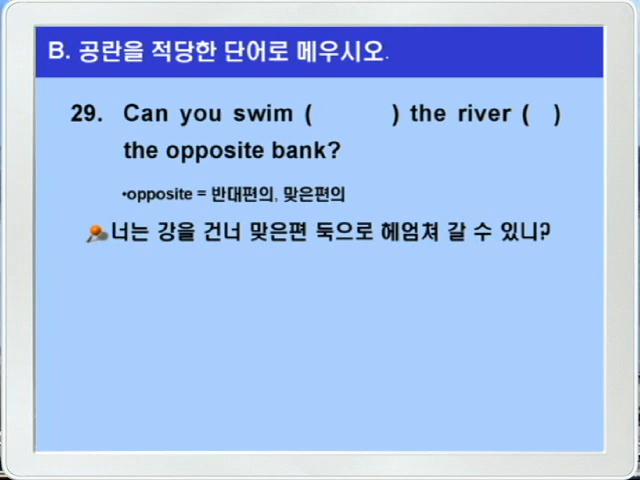 B. 공란을 적당한 단어로 메우시오.
29. Can you swim ( ) the river ( )
the opposite bank?
•opposite = 반대편의, 맞은편의
너는 강을 건너 맞은편 둑으로 헤엄쳐 갈 수 있니?